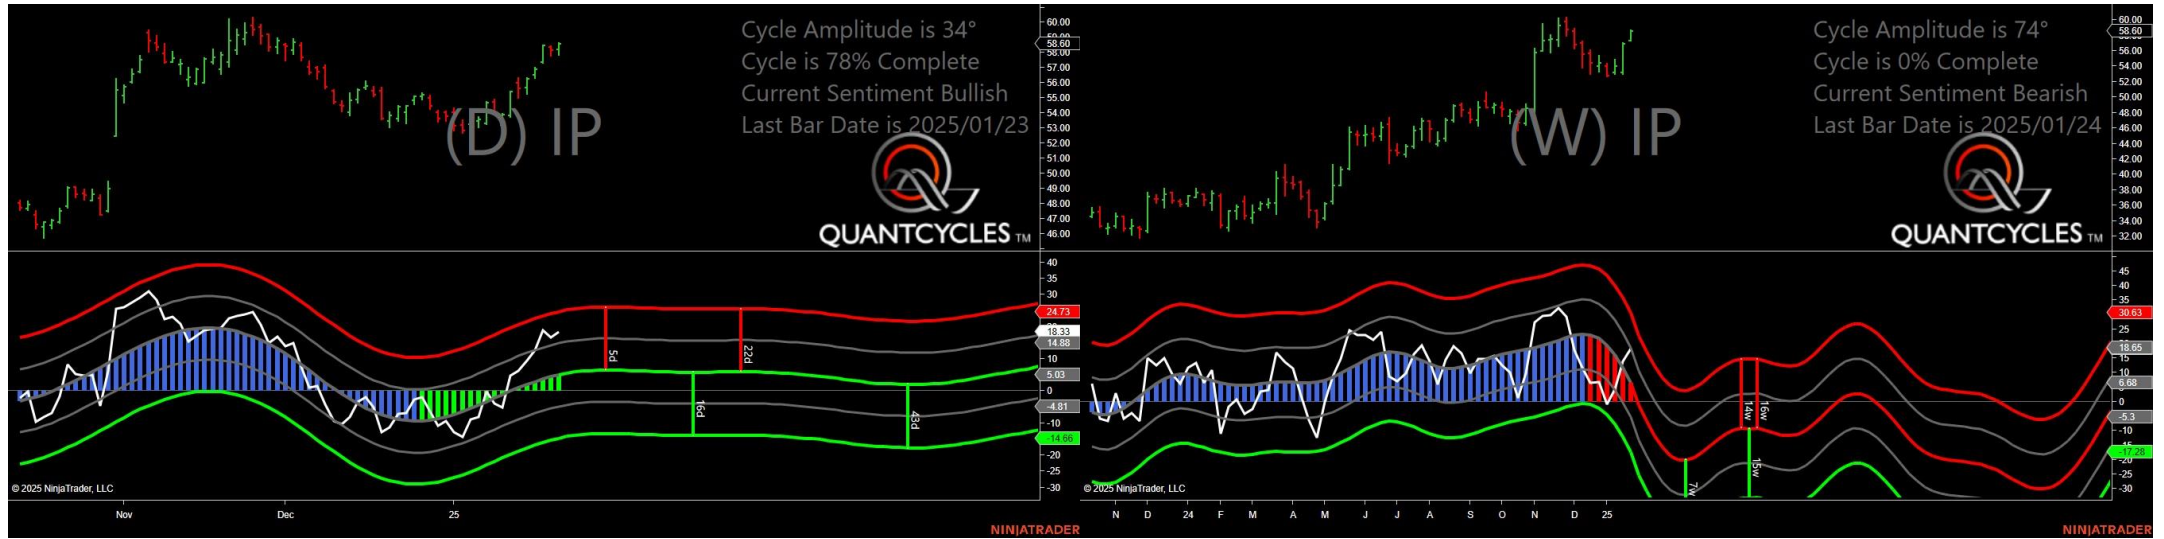 Cycle Amplitude is 34°
Cycle is 78% Complete
Current Sentiment Bullish
Last Bar Date is 2025/01/23
(D) IP
QUANTCYCLES TM
60.00
59.00
58.60
58.00
57.00
56.00
55.00
54.00
53.00
52.00
51.00
50.00
49.00
48.00
47.00
46.00
40
35
30
24.73
18.33
14.88
10
5.03
0
-4.81
-10
-14.66
-20
-25
-30
5d
22d
16d
43d
© 2025 NinjaTrader, LLC
Nov
Dec
25
NINJATRADER
Cycle Amplitude is 74°
Cycle is 0% Complete
Current Sentiment Bearish
Last Bar Date is 2025/01/24
(W) IP
QUANTCYCLES TM
60.00
58.60
56.00
54.00
52.00
50.00
48.00
46.00
44.00
42.00
40.00
38.00
36.00
34.00
32.00
45
40
35
30.63
25
18.65
15
10
6.68
0
-5.3
-10
-17.28
-20
-25
-30
7w
14w
16w
15w
© 2025 NinjaTrader, LLC
N D 24 F M A M J J A S O N D 25
NINJATRADER